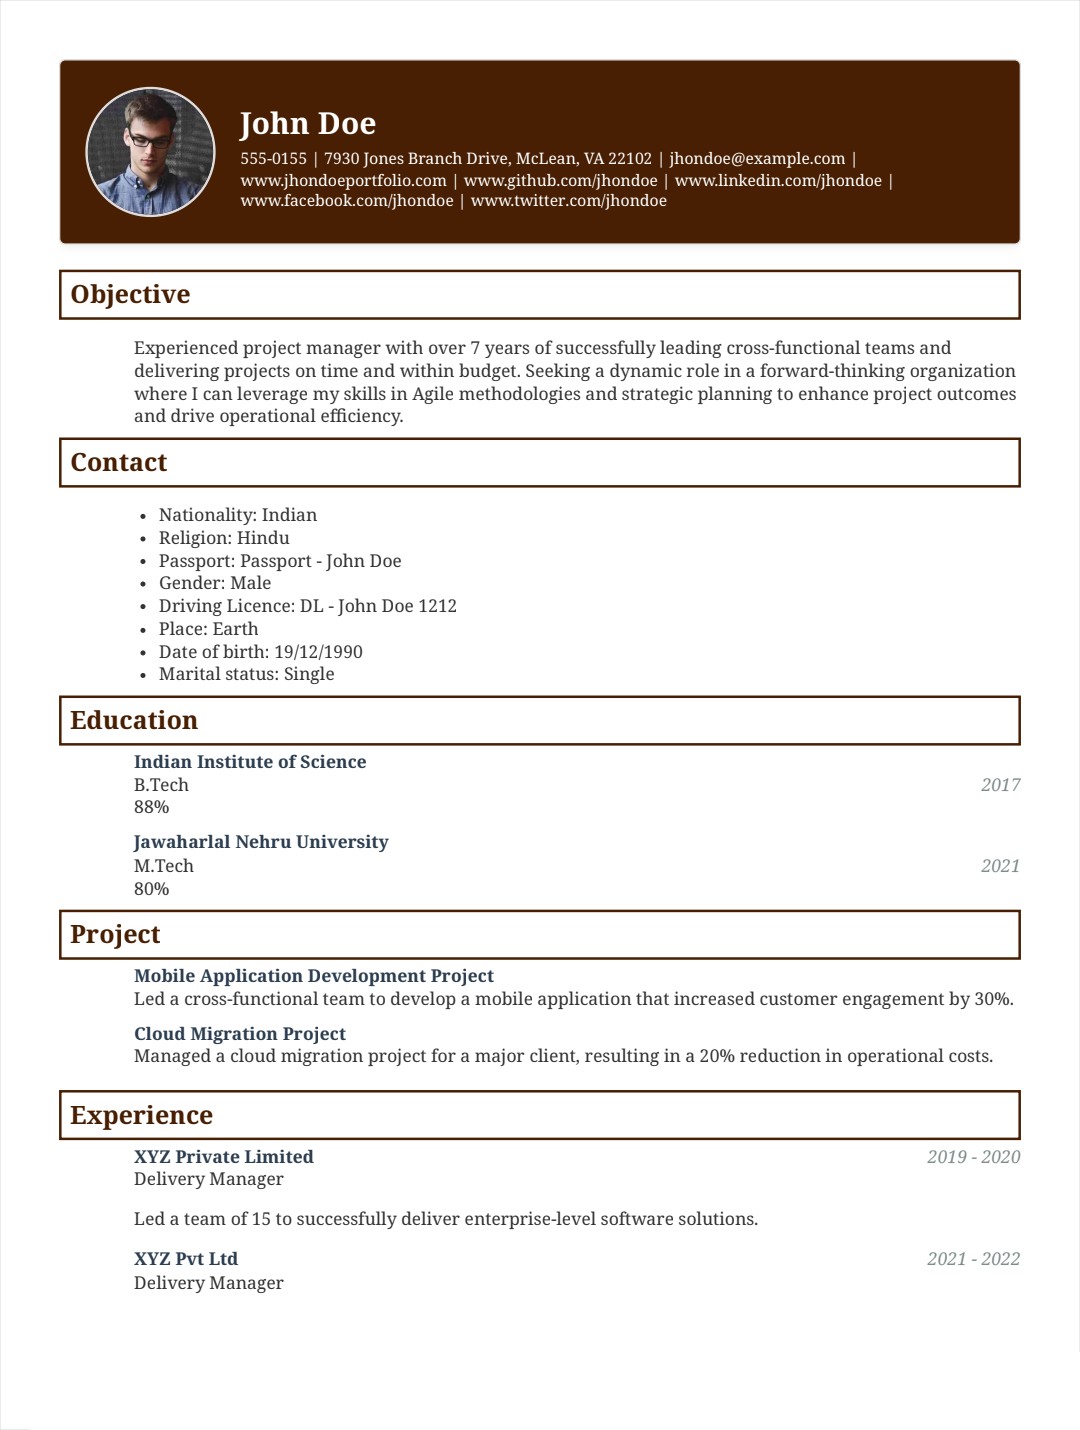 John Doe
555-0155 | 7930 Jones Branch Drive, McLean, VA 22102 | jhondoe@example.com |
www.jhondoeportfolio.com | www.github.com/jhondoe | www.linkedin.com/jhondoe |
www.facebook.com/jhondoe | www.twitter.com/jhondoe
Objective
Experienced project manager with over 7 years of successfully leading cross-functional teams and
delivering projects on time and within budget. Seeking a dynamic role in a forward-thinking organization
where I can leverage my skills in Agile methodologies and strategic planning to enhance project outcomes
and drive operational efficiency.
Contact
• Nationality: Indian
• Religion: Hindu
• Passport: Passport - John Doe
• Gender: Male
• Driving Licence: DL - John Doe 1212
• Place: Earth
• Date of birth: 19/12/1990
• Marital status: Single
Education
Indian Institute of Science
B.Tech 2017
88%
Jawaharlal Nehru University
M.Tech 2021
80%
Project
Mobile Application Development Project
Led a cross-functional team to develop a mobile application that increased customer engagement by 30%.
Cloud Migration Project
Managed a cloud migration project for a major client, resulting in a 20% reduction in operational costs.
Experience
XYZ Private Limited 2019 - 2020
Delivery Manager
Led a team of 15 to successfully deliver enterprise-level software solutions.
XYZ Pvt Ltd 2021 - 2022
Delivery Manager